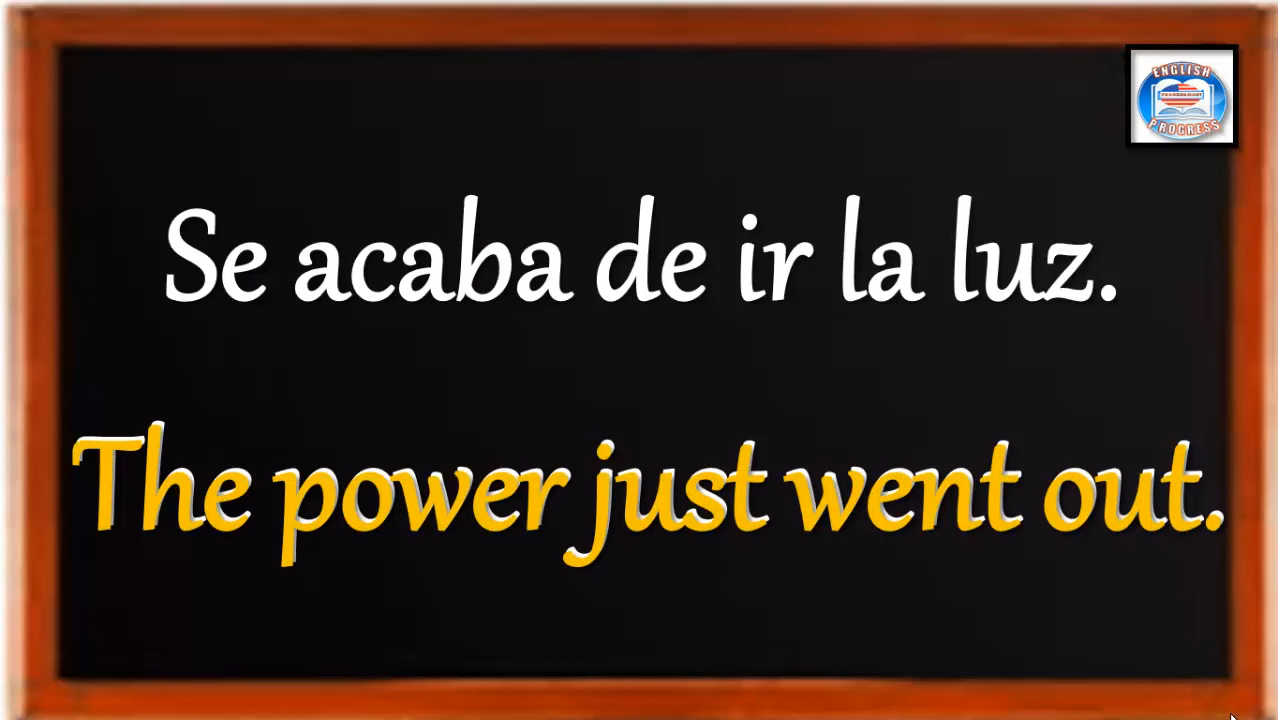 ENGLISH
PROGRESS
Se acaba de ir la luz.
The power just went out.